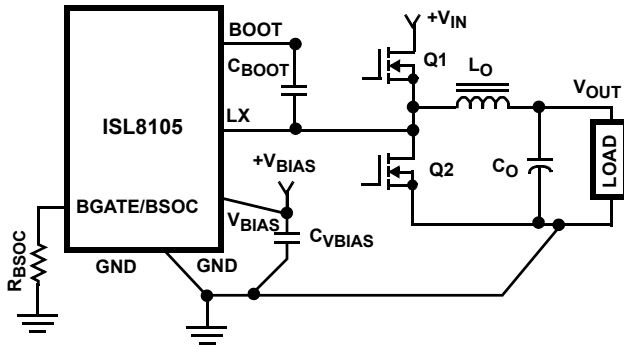 +VIN
BOOT
Q1
CBOOT
LO
VOUT
ISL8105
LX
+VBIAS
Q2
CO
LOAD
BGATE/BSOC
VBIAS
CVBIAS
RBSOC
GND
GND